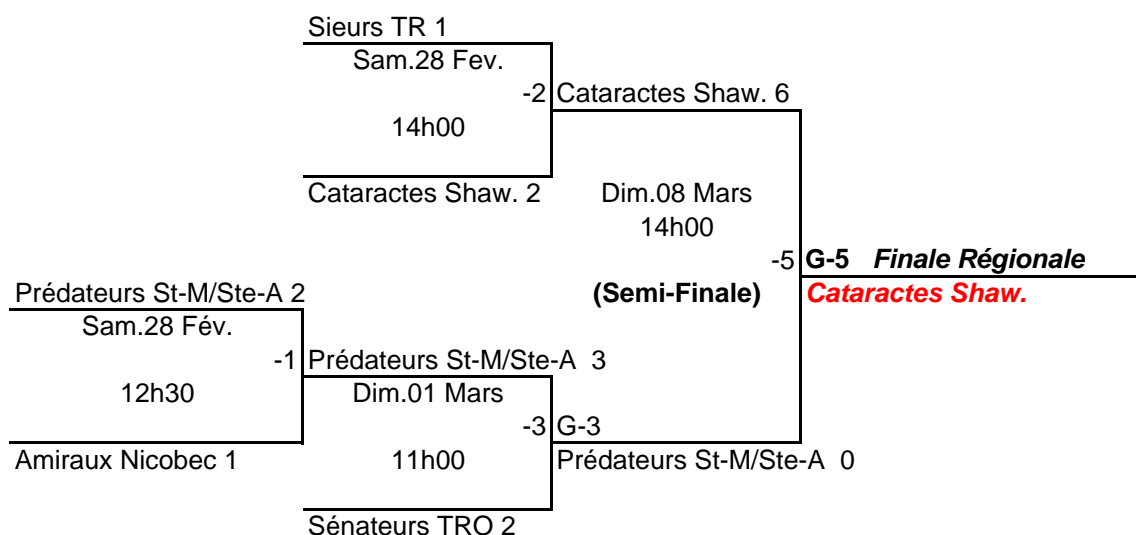 Sieurs TR 1
Sam.28 Fev.
-2 Cataractes Shaw. 6
14h00
Cataractes Shaw. 2
Dim.08 Mars
14h00
-5 G-5 Finale Régionale
Prédateurs St-M/Ste-A 2
(Semi-Finale)
Cataractes Shaw.
Sam.28 Fév.
-1 Prédateurs St-M/Ste-A 3
12h30
Dim.01 Mars
-3 G-3
Amiraux Nicobec 1
11h00
Prédateurs St-M/Ste-A 0
Sénateurs TRO 2